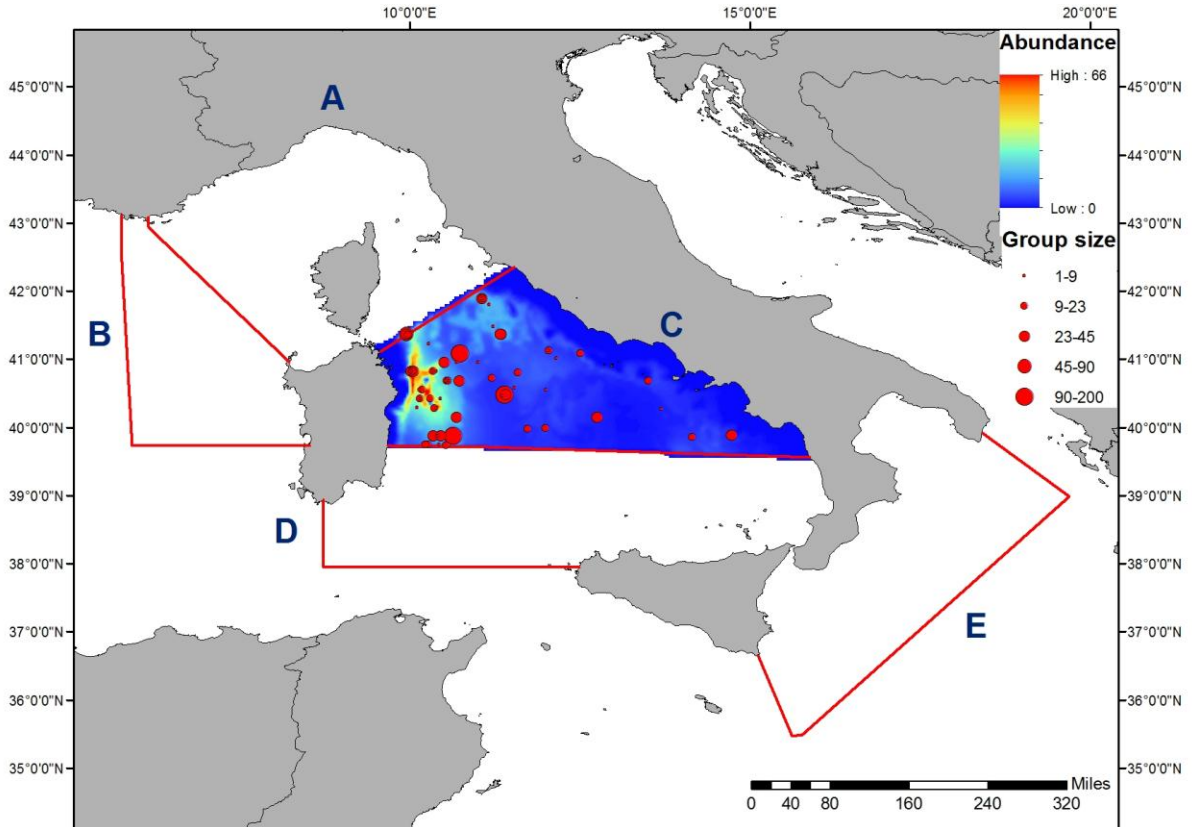 10°0'0"E 15°0'0"E 20°0'0"E
Abundance
High : 66
Low : 0
Group size
1-9
9-23
23-45
45-90
90-200
45°0'0"N 45°0'0"N
44°0'0"N 44°0'0"N
43°0'0"N 43°0'0"N
42°0'0"N 42°0'0"N
41°0'0"N 41°0'0"N
40°0'0"N 40°0'0"N
39°0'0"N 39°0'0"N
38°0'0"N 38°0'0"N
37°0'0"N 37°0'0"N
36°0'0"N 36°0'0"N
35°0'0"N 35°0'0"N
A
B
C
D
E
Miles
0 40 80 160 240 320